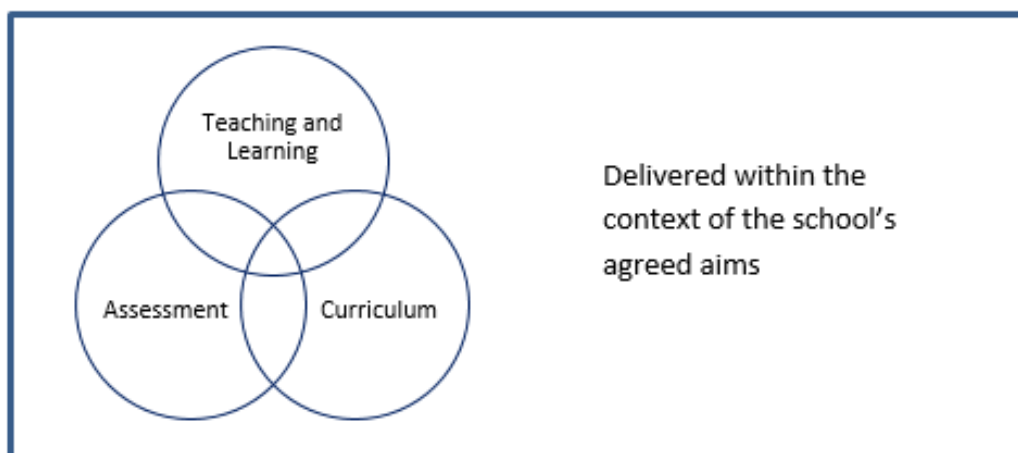 Teaching and
Learning
Assessment
Curriculum
Delivered within the
context of the school’s
agreed aims